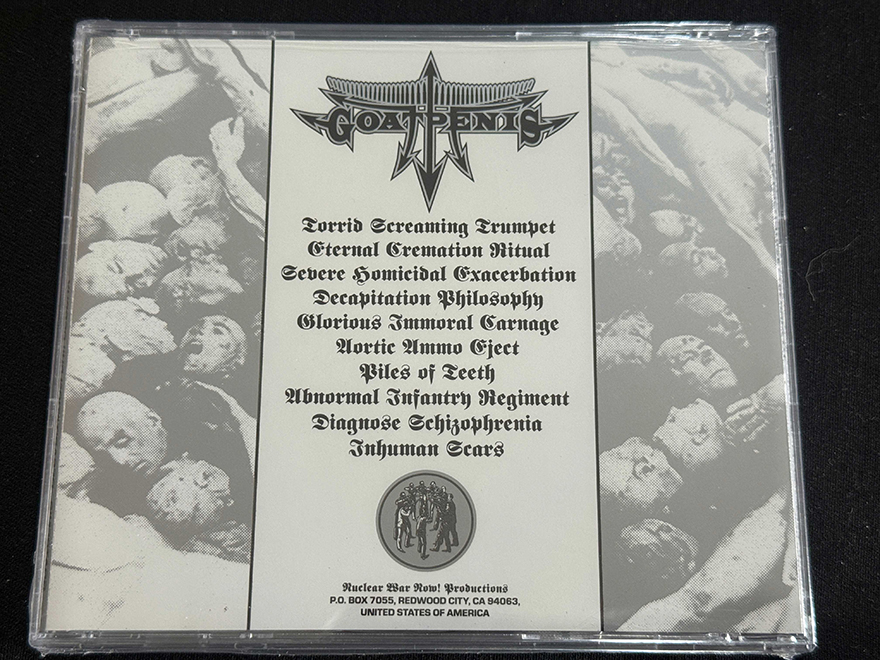 GOATPENIS
Torrid Screaming Trumpet
Eternal Cremation Ritual
Severe Homicidal Exacerbation
Decapitation Philosophy
Glorious Immoral Carnage
Aortic Ammo Eject
Piles of Teeth
Abnormal Infantry Regiment
Diagnose Schizophrenia
Inhuman Scars
Nuclear War Now! Productions
P.O. BOX 7055, REDWOOD CITY, CA 94063,
UNITED STATES OF AMERICA